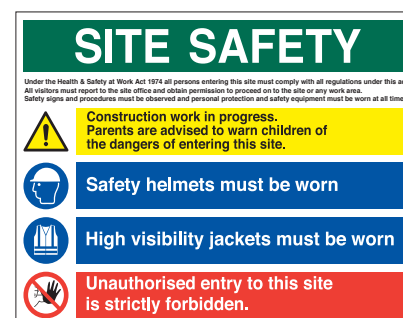 SITE SAFETY
Under the Health & Safety at Work Act 1974 all persons entering this site must comply with all regulations under this
All visitors must report to the site office and obtain permission to proceed on to the site or any work area.
Safety signs and procedures must be observed and personal protection and safety equipment must be worn at all
Construction work in progress.
Parents are advised to warn children of
the dangers of entering this site.
Safety helmets must be worn
High visibility jackets must be worn
Unauthorised entry to this site
is strictly forbidden.